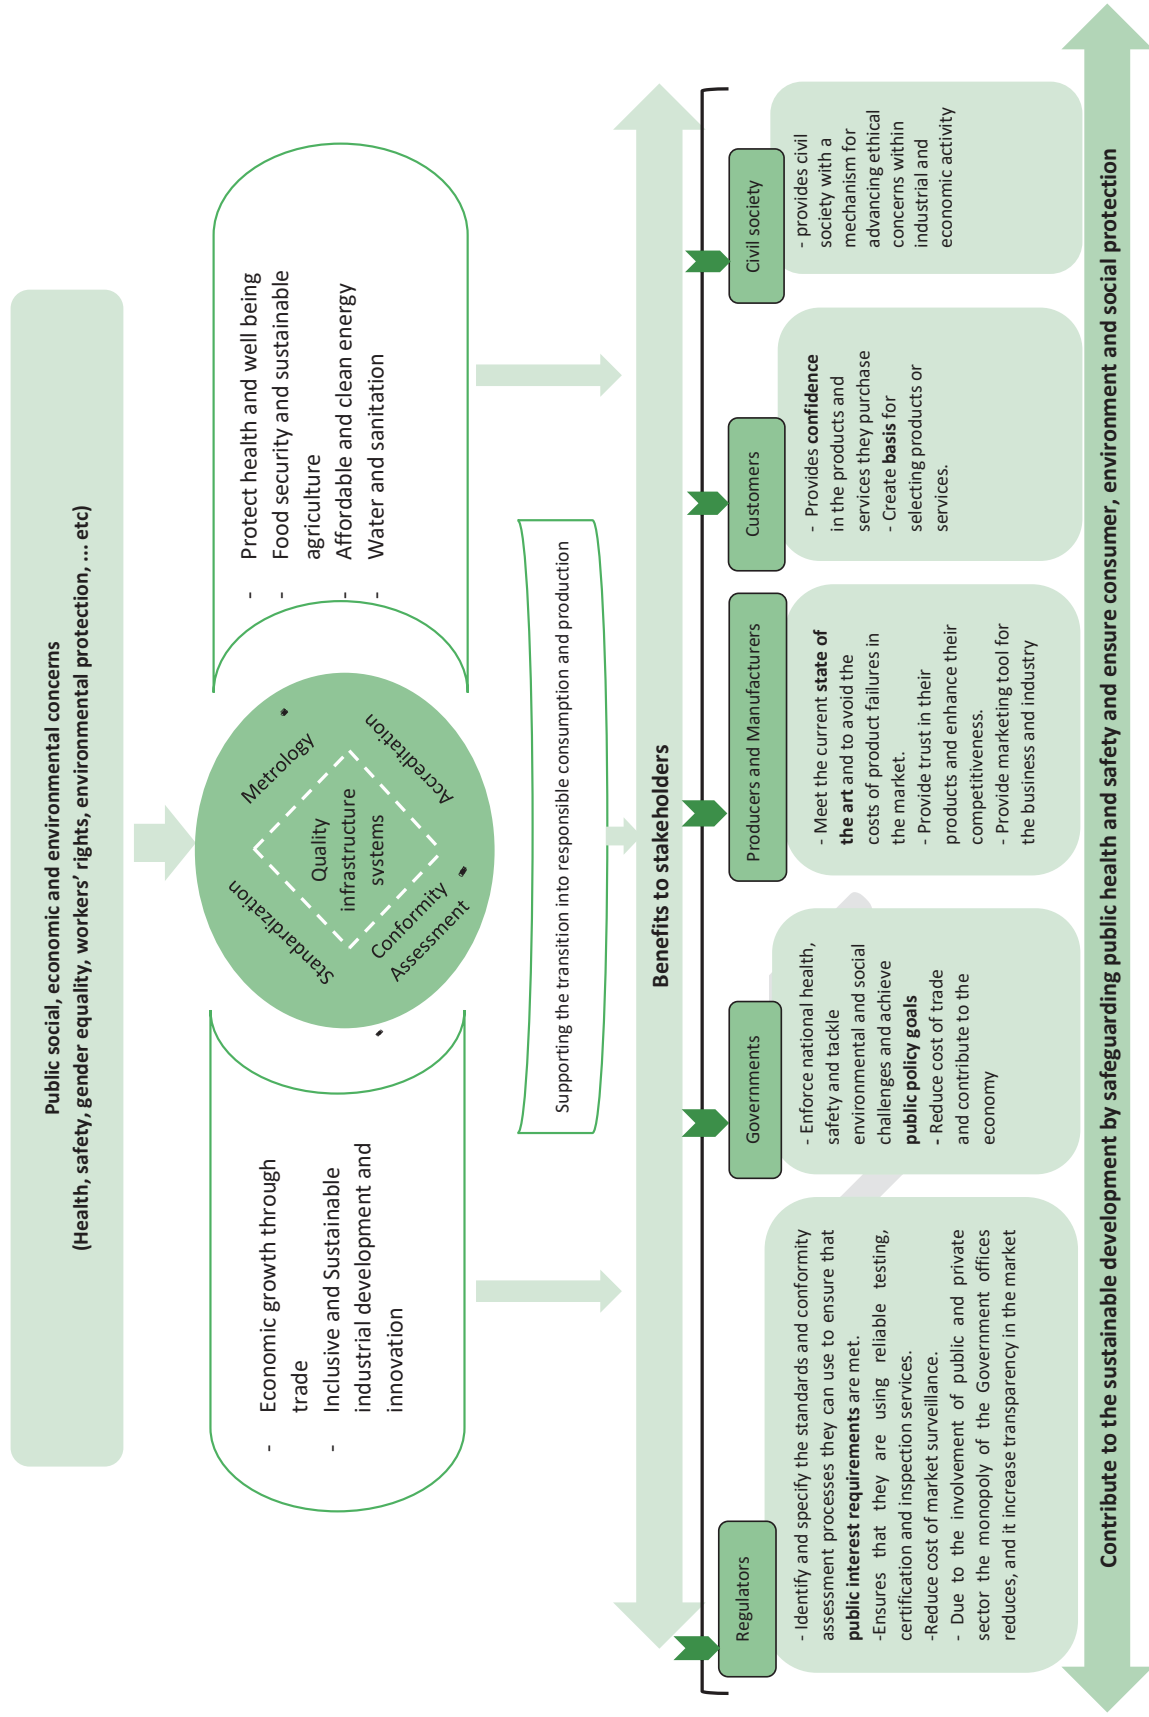 Public social, economic and environmental concerns
(Health, safety, gender equality, workers’ rights, environmental protection, ... etc)
- Economic growth through
trade
- Inclusive and Sustainable
industrial development and
innovation
Standardization
Metrology
Quality
infrastructure
systems
Conformity
Assessment
Accreditation
- Protect health and well being
- Food security and sustainable
agriculture
- Affordable and clean energy
- Water and sanitation
Supporting the transition into responsible consumption and production
Benefits to stakeholders
Regulators
- Identify and specify the standards and conformity
assessment processes they can use to ensure that
public interest requirements are met.
-Ensures that they are using reliable testing,
certification and inspection services.
-Reduce cost of market surveillance.
- Due to the involvement of public and private
sector the monopoly of the Government offices
reduces, and it increase transparency in the market
Governments
- Enforce national health,
safety and tackle
environmental and social
challenges and achieve
public policy goals
- Reduce cost of trade
and contribute to the
economy
Producers and Manufacturers
- Meet the current state of
the art and to avoid the
costs of product failures in
the market.
- Provide trust in their
products and enhance their
competitiveness.
- Provide marketing tool for
the business and industry
Customers
- Provides confidence
in the products and
services they purchase
- Create basis for
selecting products or
services.
Civil society
- provides civil
society with a
mechanism for
advancing ethical
concerns within
industrial and
economic activity
Contribute to the sustainable development by safeguarding public health and safety and ensure consumer, environment and social protection